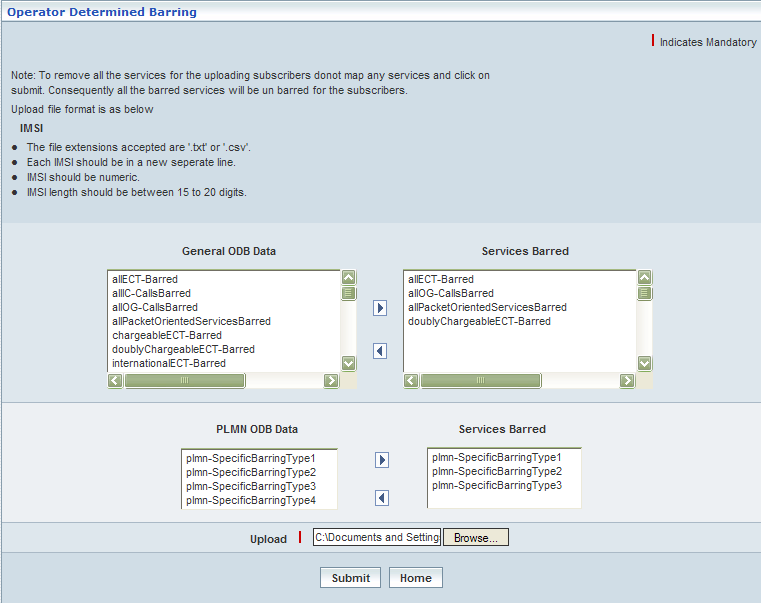 Operator Determined Barring
Indicates Mandatory
Note: To remove all the services for the uploading subscribers donot map any services and click on
submit. Consequently all the barred services will be un barred for the subscribers.
Upload file format is as below
IMSI
The file extensions accepted are '.txt' or '.csv'.
Each IMSI should be in a new seperate line.
IMSI should be numeric.
IMSI length should be between 15 to 20 digits.
General ODB Data
Services Barred
allECT-Barred
allIC-CallsBarred
allOG-CallsBarred
allPacketOrientedServicesBarred
chargeableECT-Barred
doublyChargeableECT-Barred
internationalECT-Barred
allECT-Barred
allOG-CallsBarred
allPacketOrientedServicesBarred
doublyChargeableECT-Barred
PLMN ODB Data
Services Barred
plmn-SpecificBarringType1
plmn-SpecificBarringType2
plmn-SpecificBarringType3
plmn-SpecificBarringType4
plmn-SpecificBarringType1
plmn-SpecificBarringType2
plmn-SpecificBarringType3
Upload
C:\Documents and Setting
Browse...
Submit
Home